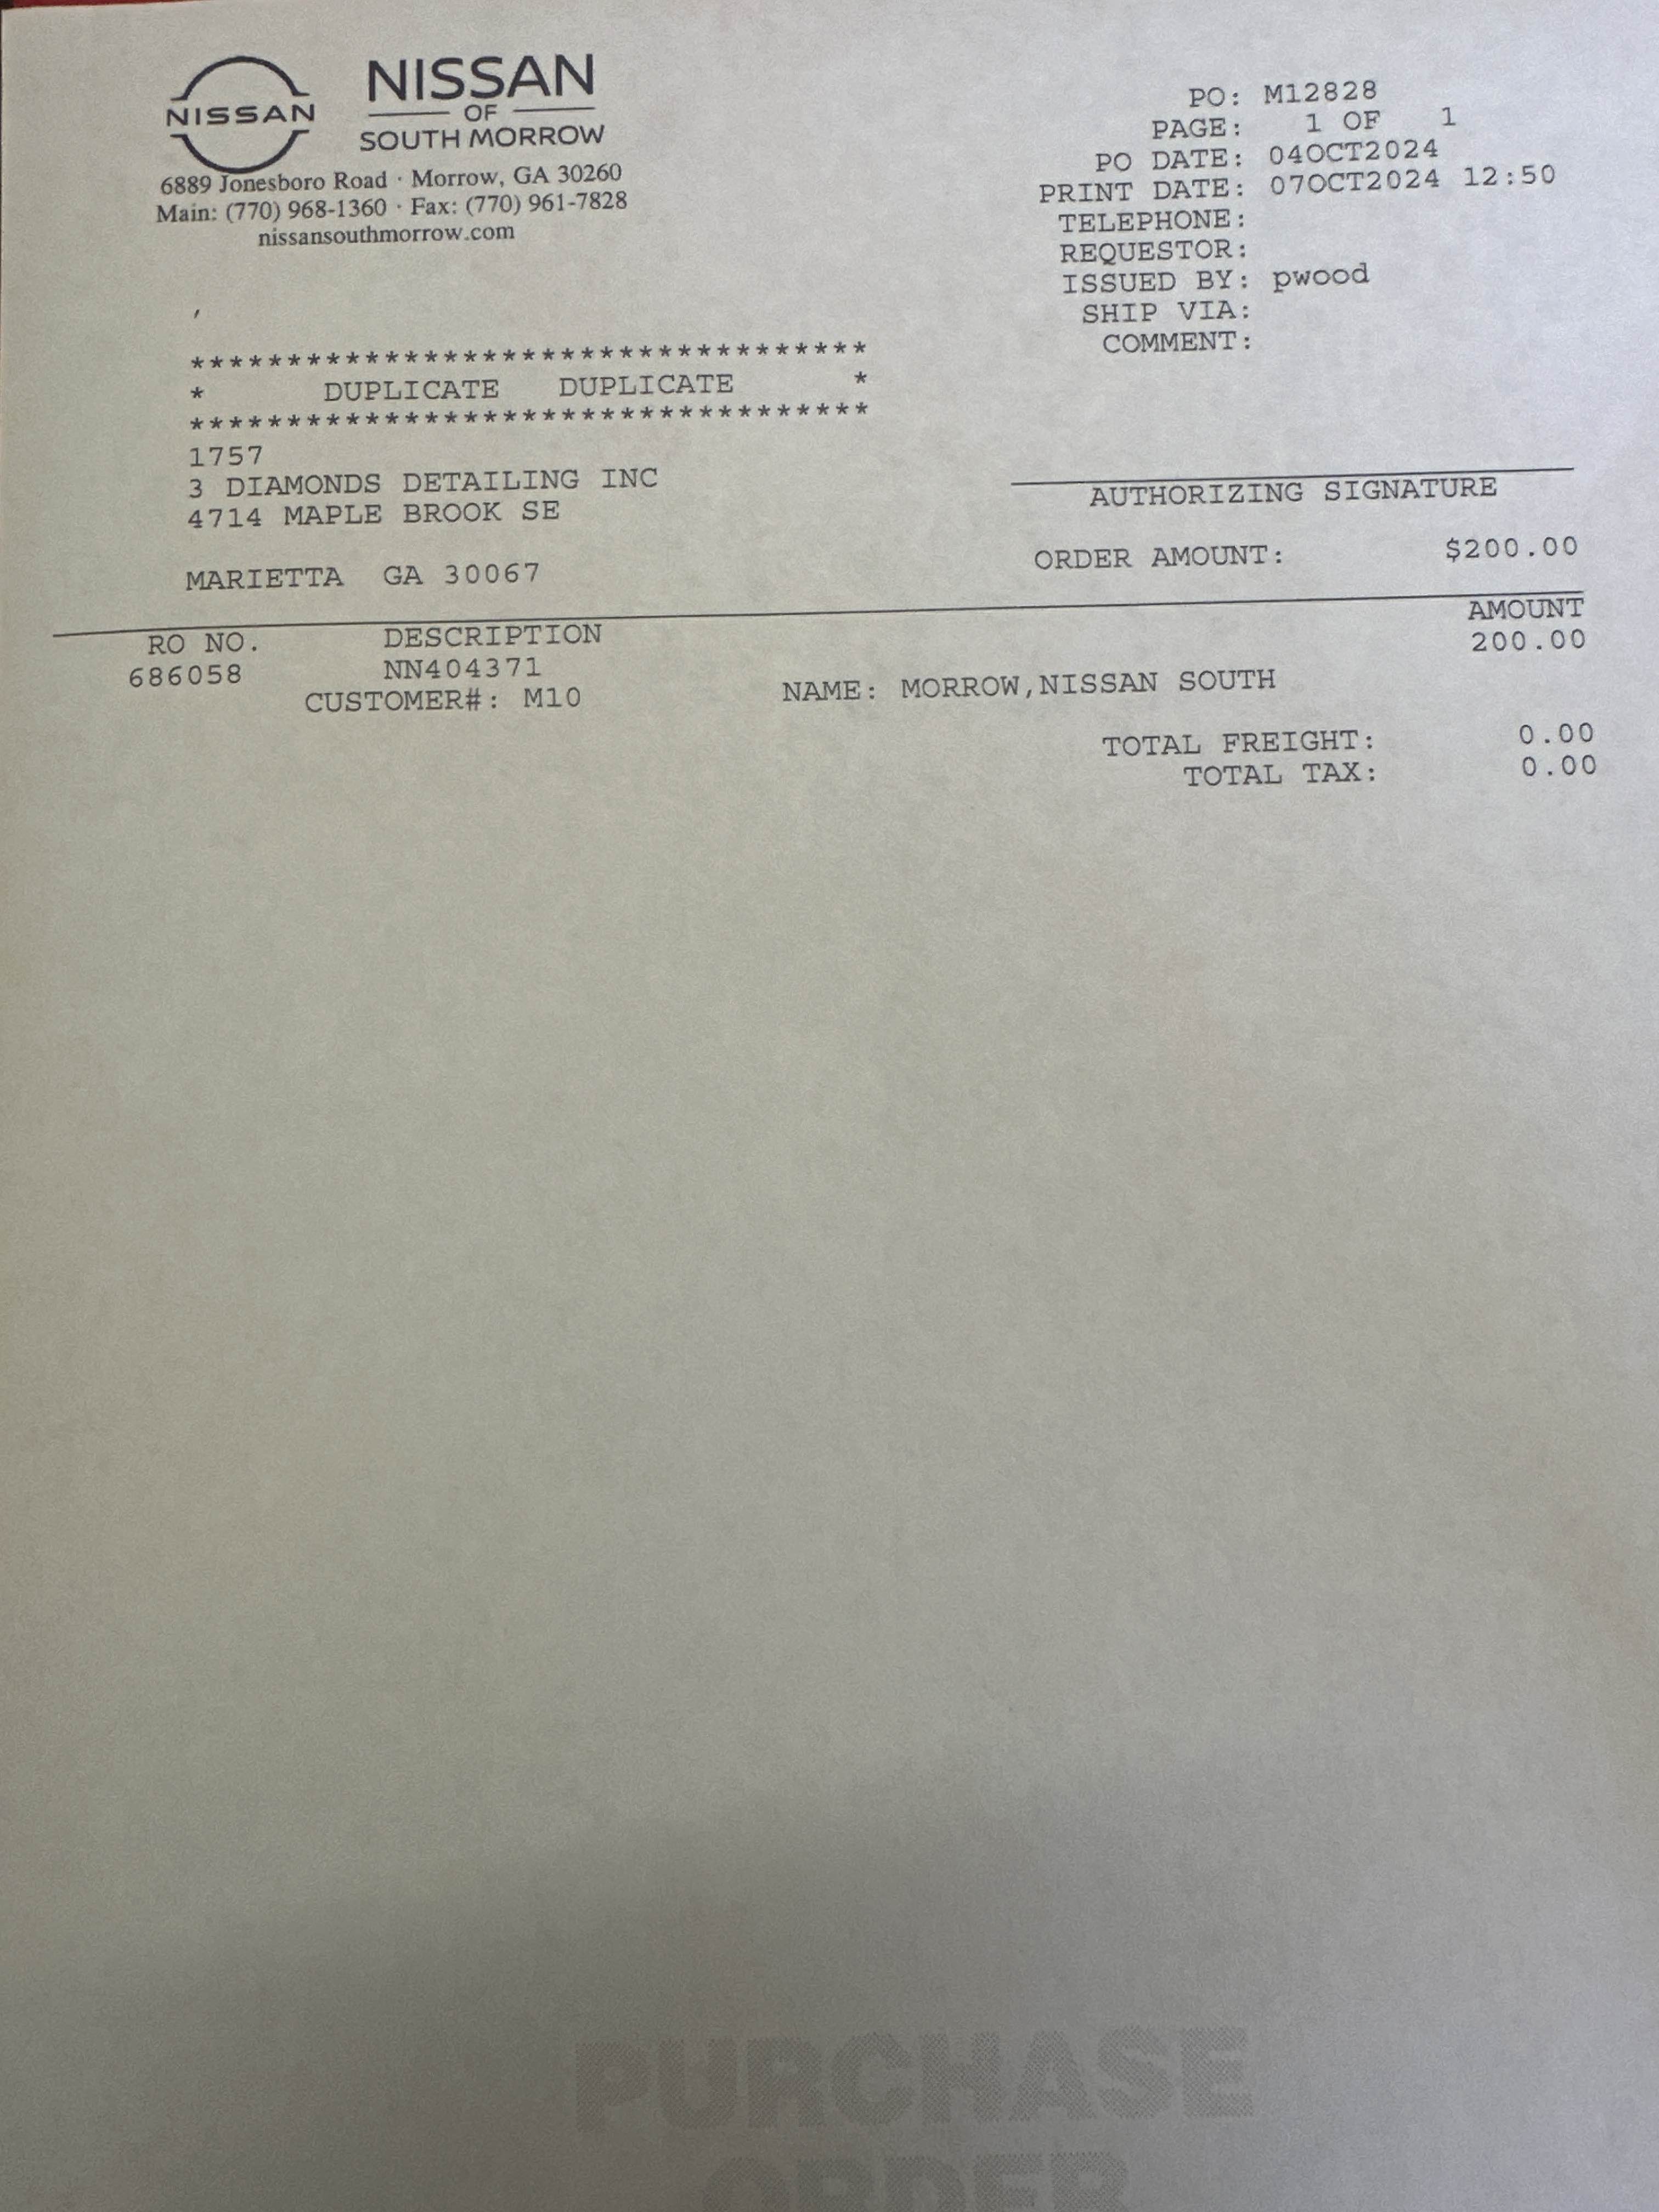 NISSAN
NISSAN
OF
SOUTH MORROW
6889 Jonesboro Road · Morrow, GA 30260
Main: (770) 968-1360 · Fax: (770) 961-7828
nissansouthmorrow.com
PO: M12828
PAGE: 1 OF 1
PO DATE: 04OCT2024
PRINT DATE: 07OCT2024 12:50
TELEPHONE:
REQUESTOR:
ISSUED BY: pwood
SHIP VIA:
COMMENT:
,
***********************************
* DUPLICATE DUPLICATE *
***********************************
1757
3 DIAMONDS DETAILING INC
4714 MAPLE BROOK SE
MARIETTA GA 30067
AUTHORIZING SIGNATURE
ORDER AMOUNT: $200.00
RO NO. DESCRIPTION AMOUNT
686058 NN404371 200.00
CUSTOMER#: M10 NAME: MORROW,NISSAN SOUTH
TOTAL FREIGHT: 0.00
TOTAL TAX: 0.00
PURCHASE
ORDER